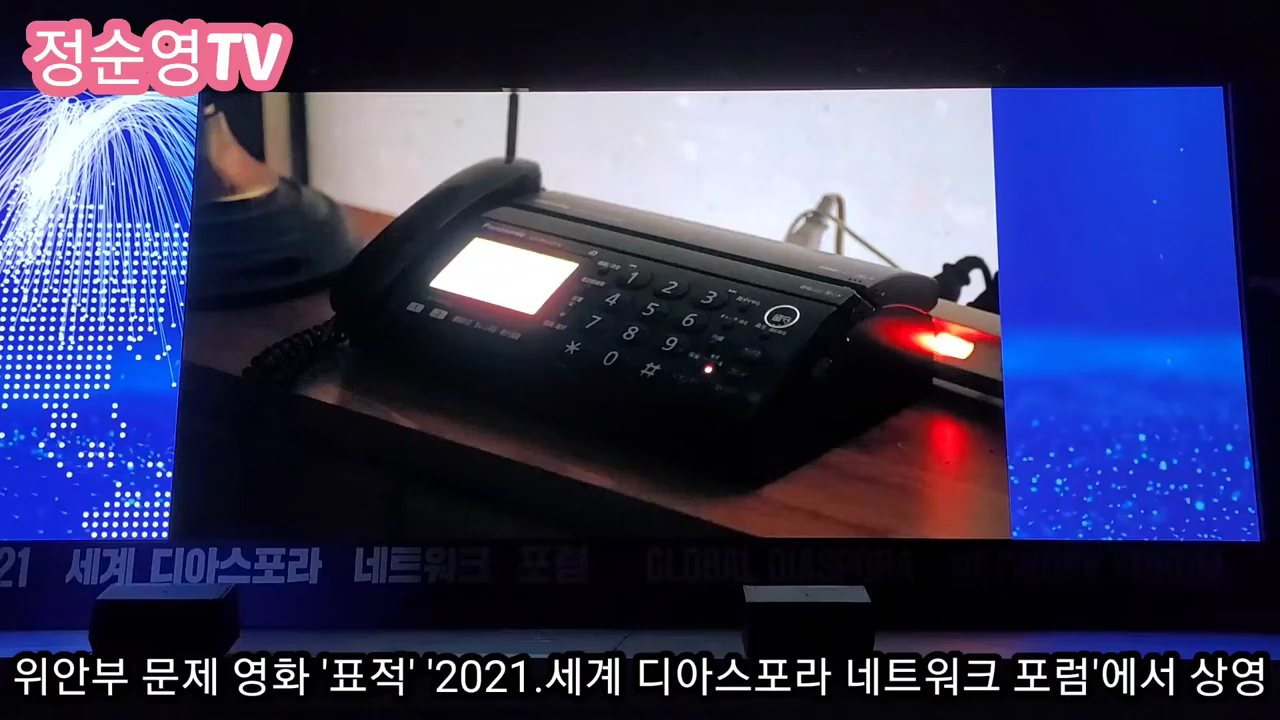 정순영TV
Panasonic
1 2 3
4 5 6
7 8 9
* 0 #
21 세계 디아스포라 네트워크 포럼 GLOBAL DIASPORA NETWORK FORUM
위안부 문제 영화 '표적' '2021.세계 디아스포라 네트워크 포럼'에서 상영